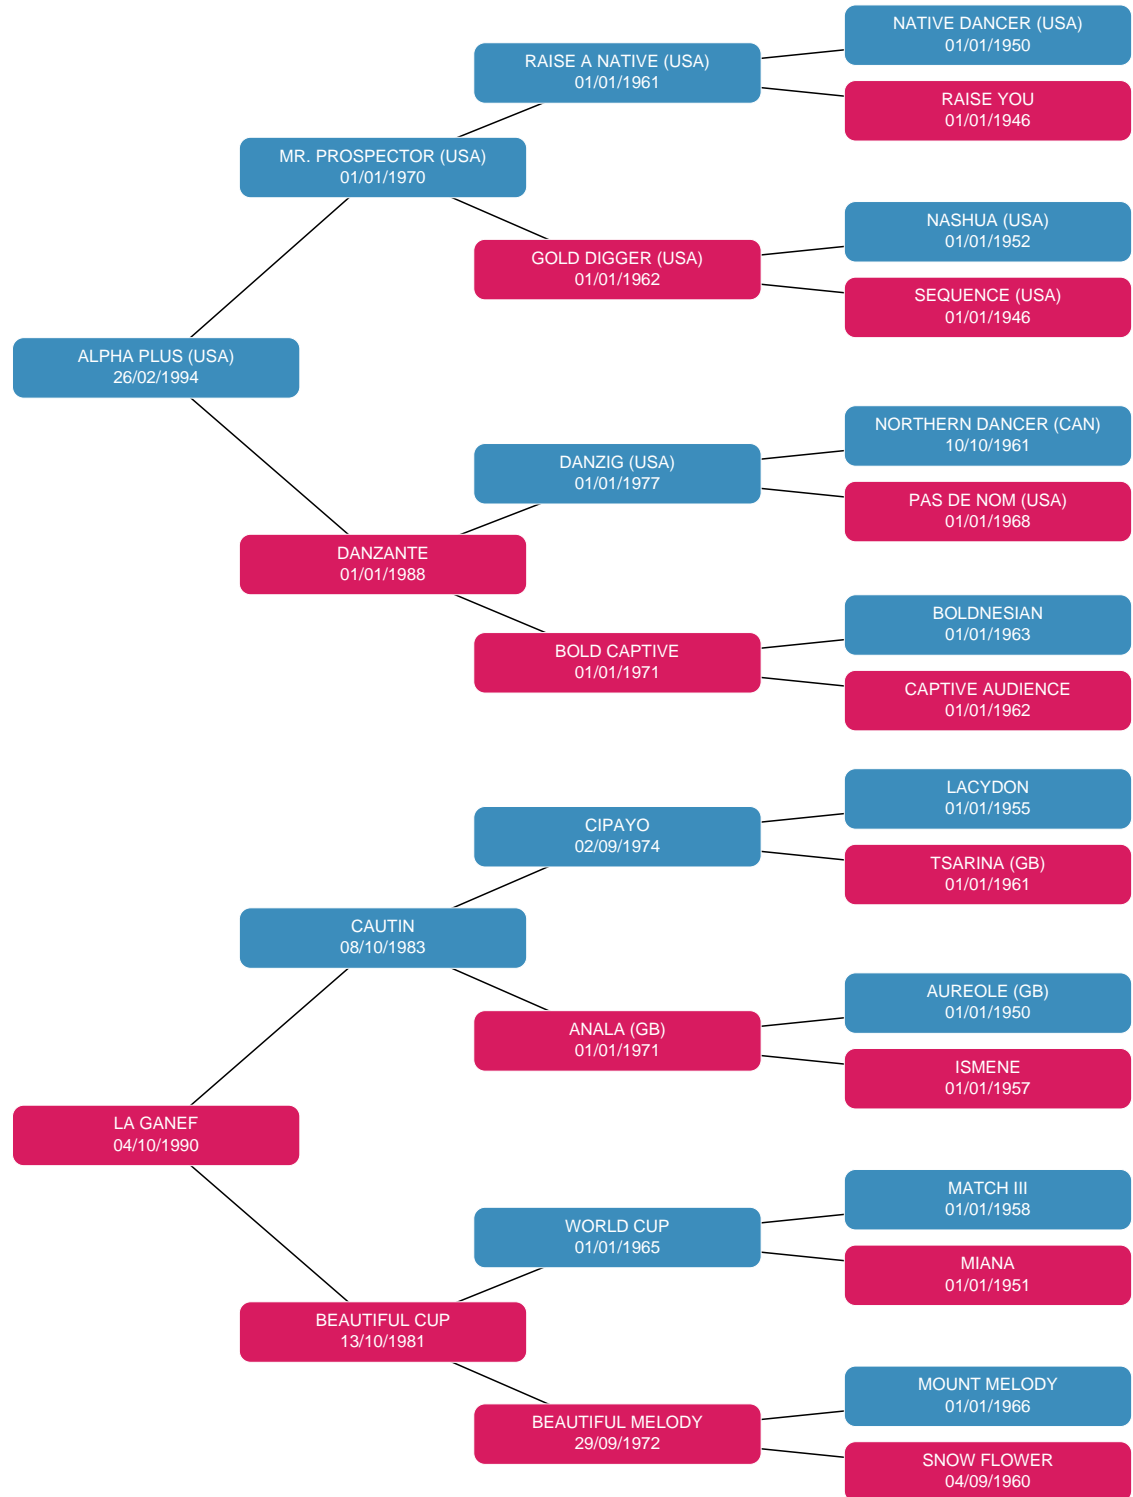 NATIVE DANCER (USA)
01/01/1950
RAISE A NATIVE (USA)
01/01/1961
RAISE YOU
01/01/1946
MR. PROSPECTOR (USA)
01/01/1970
NASHUA (USA)
01/01/1952
GOLD DIGGER (USA)
01/01/1962
SEQUENCE (USA)
01/01/1946
ALPHA PLUS (USA)
26/02/1994
NORTHERN DANCER (CAN)
10/10/1961
DANZIG (USA)
01/01/1977
PAS DE NOM (USA)
01/01/1968
DANZANTE
01/01/1988
BOLDNESIAN
01/01/1963
BOLD CAPTIVE
01/01/1971
CAPTIVE AUDIENCE
01/01/1962
LACYDON
01/01/1955
CIPAYO
02/09/1974
TSARINA (GB)
01/01/1961
CAUTIN
08/10/1983
AUREOLE (GB)
01/01/1950
ANALA (GB)
01/01/1971
ISMENE
01/01/1957
LA GANEF
04/10/1990
MATCH III
01/01/1958
WORLD CUP
01/01/1965
MIANA
01/01/1951
BEAUTIFUL CUP
13/10/1981
MOUNT MELODY
01/01/1966
BEAUTIFUL MELODY
29/09/1972
SNOW FLOWER
04/09/1960